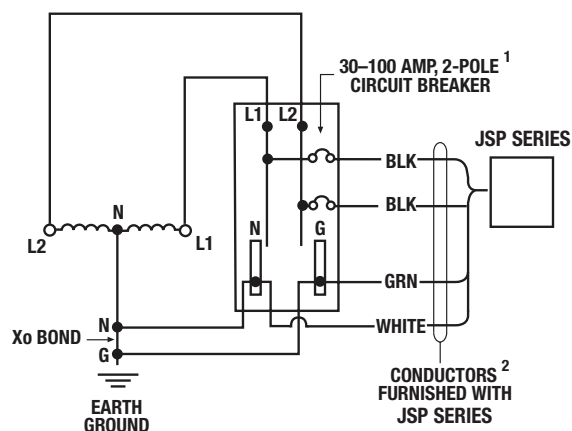 30–100 AMP, 2-POLE 1
CIRCUIT BREAKER
L1 L2
JSP SERIES
BLK
BLK
N
N G
L2
L1
GRN
N
WHITE
Xo BOND
G
CONDUCTORS 2
FURNISHED WITH
JSP SERIES
EARTH
GROUND